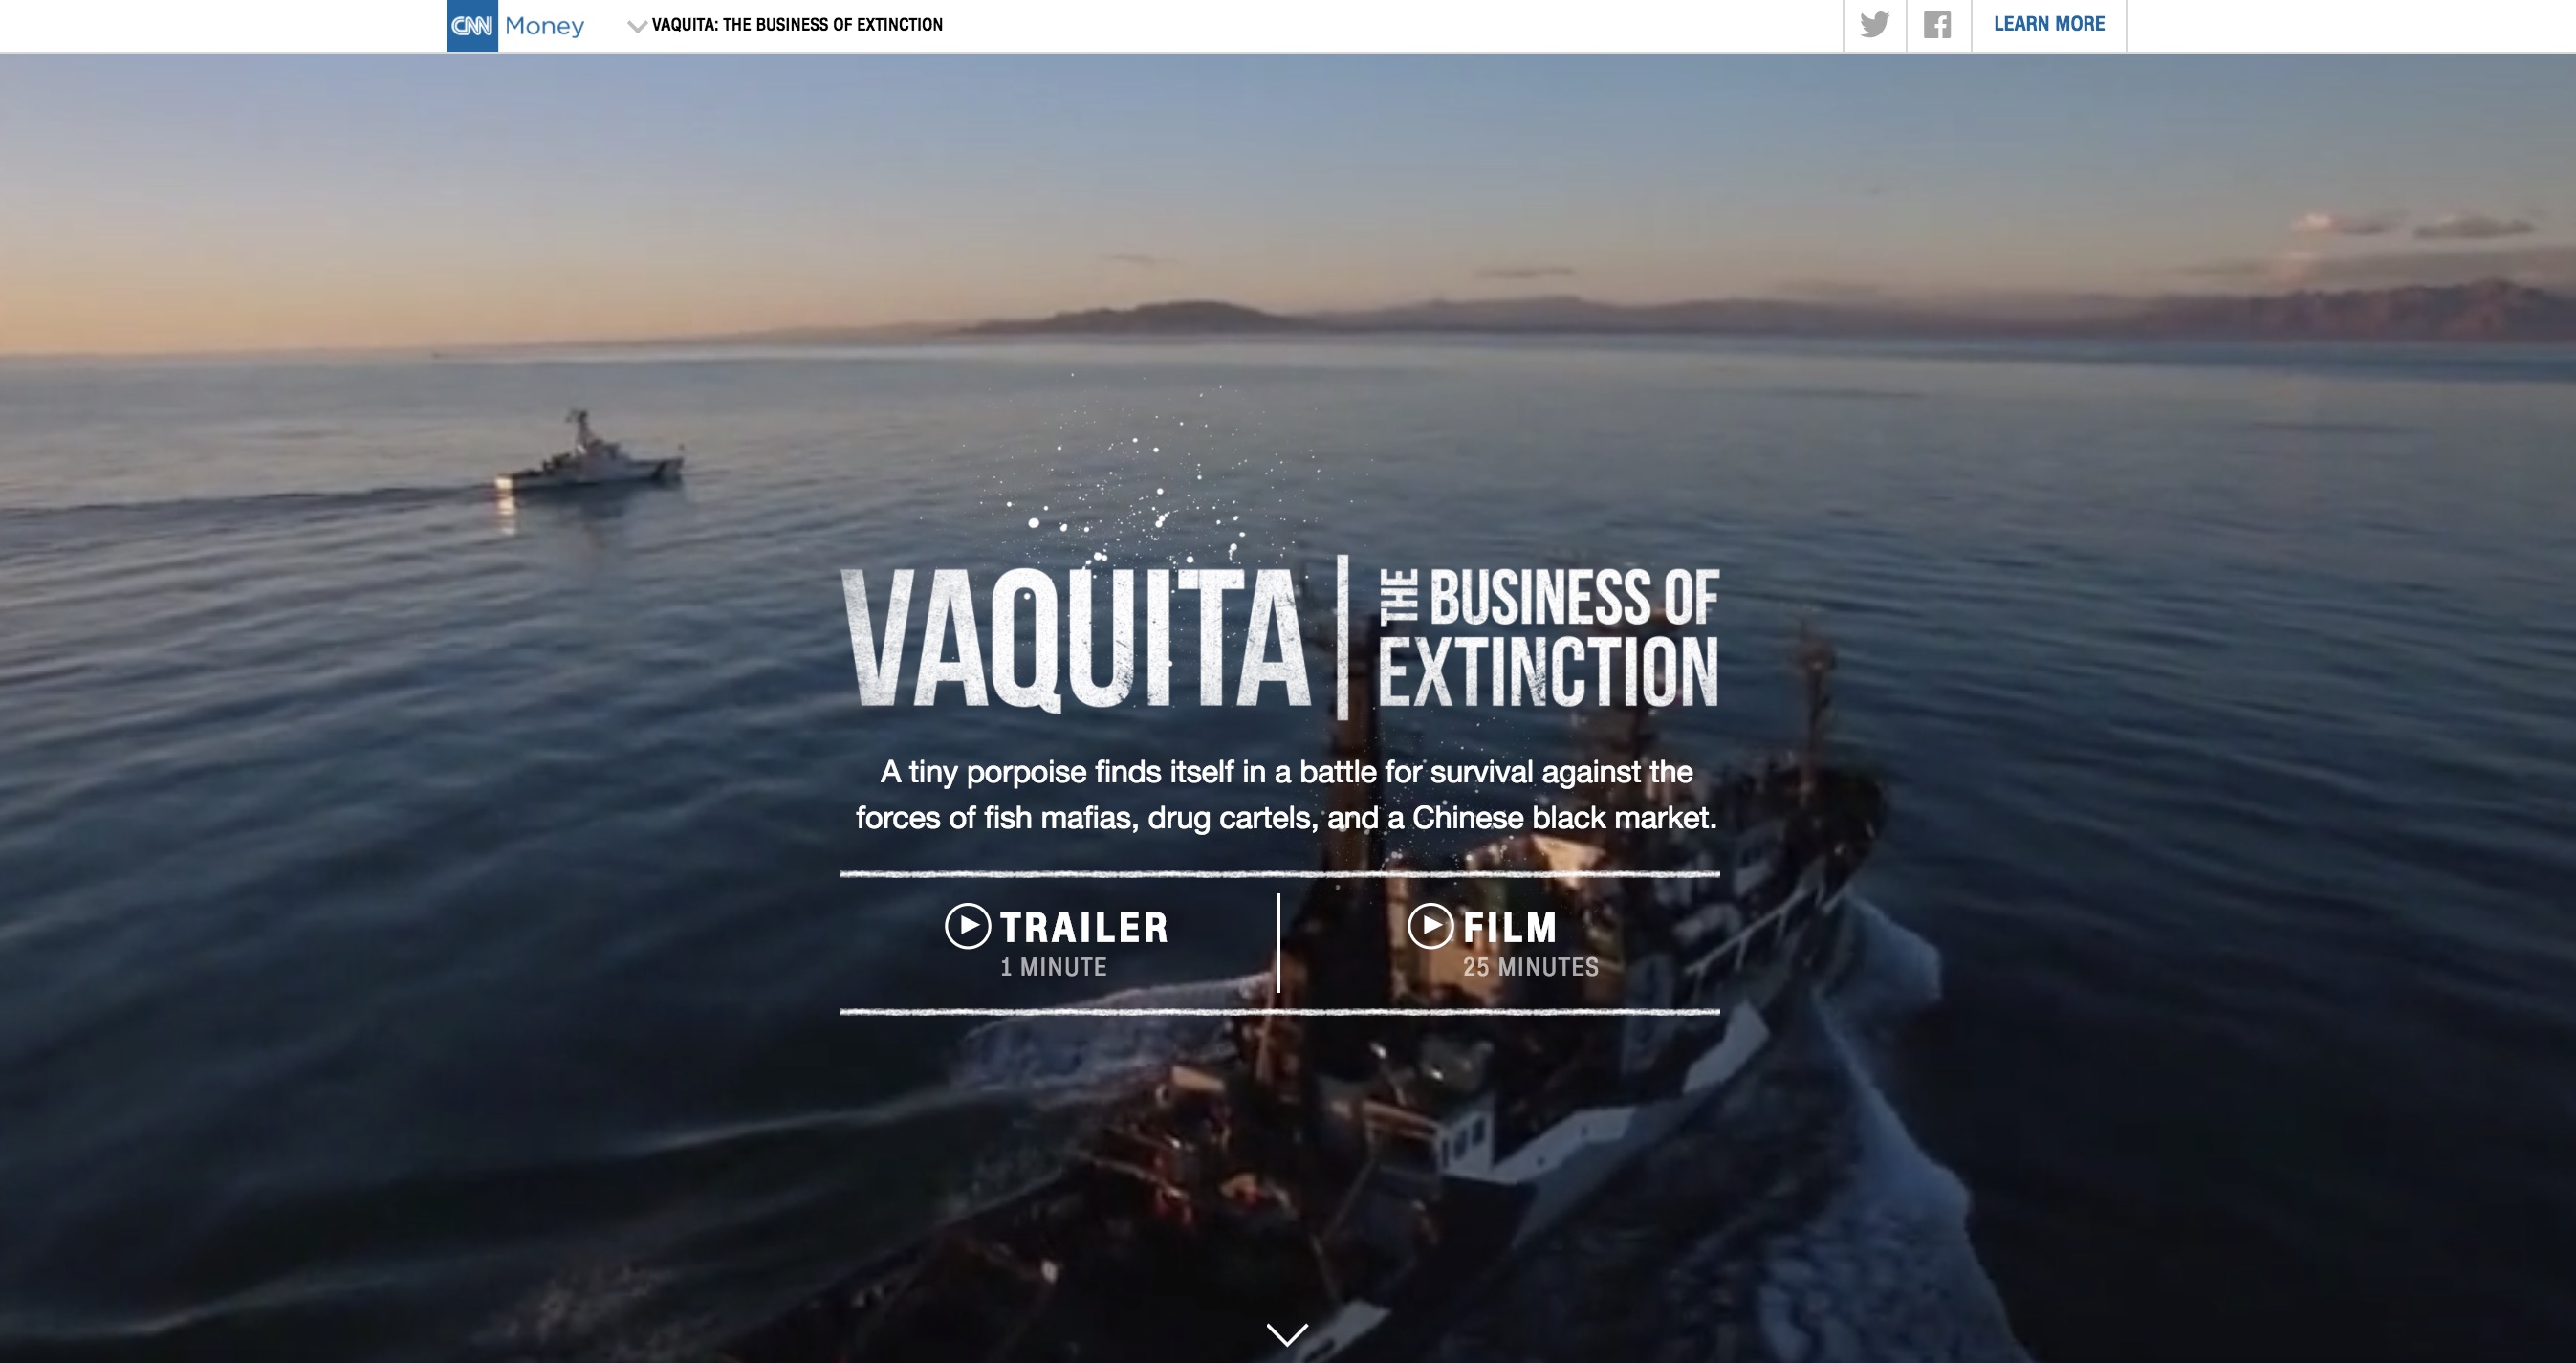 CNN Money
VAQUITA: THE BUSINESS OF EXTINCTION
LEARN MORE
VAQUITA
THE BUSINESS OF
EXTINCTION
A tiny porpoise finds itself in a battle for survival against the
forces of fish mafias, drug cartels, and a Chinese black market.
TRAILER
1 MINUTE
FILM
25 MINUTES